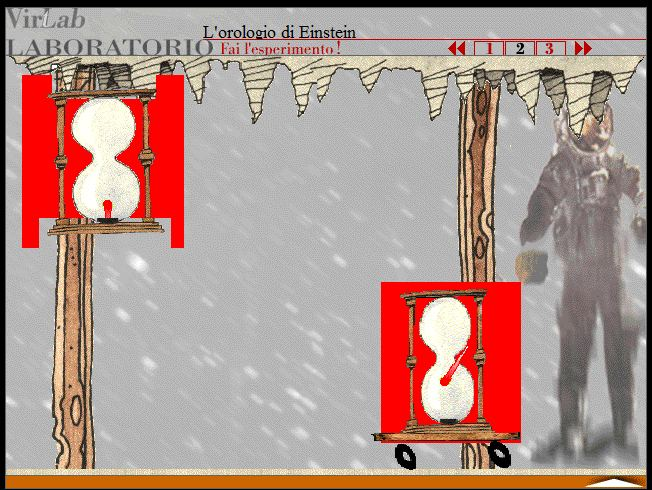 VirLab
L'orologio di Einstein
LABORATORIO Fai l'esperimento!
1 2 3